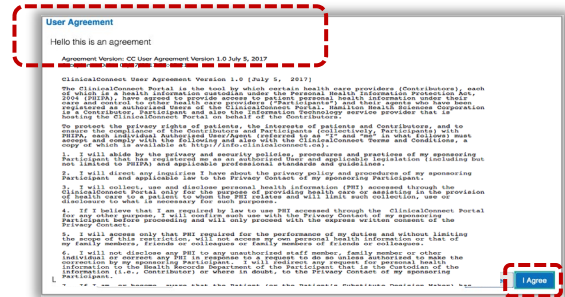 User Agreement
Hello this is an agreement
Agreement Version: CC User Agreement Version 1.0 July 5, 2017
ClinicalConnect User Agreement Version 1.0 [July 5, 2017]
The ClinicalConnect Portal is the tool by which certain health care providers (Contributors), each
of which is a health information custodian under the Personal Health Information Protection Act,
2004 (PHIPA), have agreed to provide access to patient personal health information under their
care and control to other health care providers ("Participants") and their agents who have been
registered as authorized Users of the ClinicalConnect Portal. Hamilton Health Sciences Corporation
is a Contributor, Participant and also the Information Technology service provider that is
hosting the ClinicalConnect Portal on behalf of the Contributors.
To protect the privacy rights of patients, the interests of patients and Contributors, and to
ensure the compliance of the Contributors and Participants (collectively, Participants) with
PHIPA, each individual Authorized User/Agent (referred to as "I" and "me" in what follows) must
accept and comply with the following and also with the ClinicalConnect Terms and Conditions, a
copy of which is available at http://info.clinicalconnect.ca).
1. I will abide by the privacy and security policies, procedures and practices of my sponsoring
Participant that has registered me as an authorized User and applicable legislation (including but
not limited to PHIPA) and applicable professional standards and guidelines.
2. I will direct any inquiries I have about the privacy policy and procedures of my sponsoring
Participant and applicable law to the Privacy Contact of my sponsoring Participant.
3. I will collect, use and disclose personal health information (PHI) accessed through the
ClinicalConnect Portal only for the purpose of providing health care or assisting in the provision
of health care to a patient to whom the PHI relates and will limit such collection, use or
disclosure to what is necessary for such purposes.
4. If I believe that I am required by law to use PHI accessed through the ClinicalConnect Portal
for any other purpose, I will confirm such use with the Privacy Contact of my sponsoring
Participant before proceeding and will only proceed with the express written consent of the
Privacy Contact.
5. I will access only that PHI required for the performance of my duties and without limiting
the scope of this restriction, will not access my own personal health information or that of
my family members, friends or colleagues or family members of friends or colleagues.
6. I will not disclose any PHI to any unauthorized staff member, family member or other
individual or correct any PHI in response to a request to do so unless authorized to make the
correction by my sponsoring Participant. I will redirect any request for personal health
information to the Health Records Department of the Participant that is the Custodian of the
information (i.e., Contributor) or where in doubt, to the Privacy Contact of my sponsoring
Participant.
I Agree